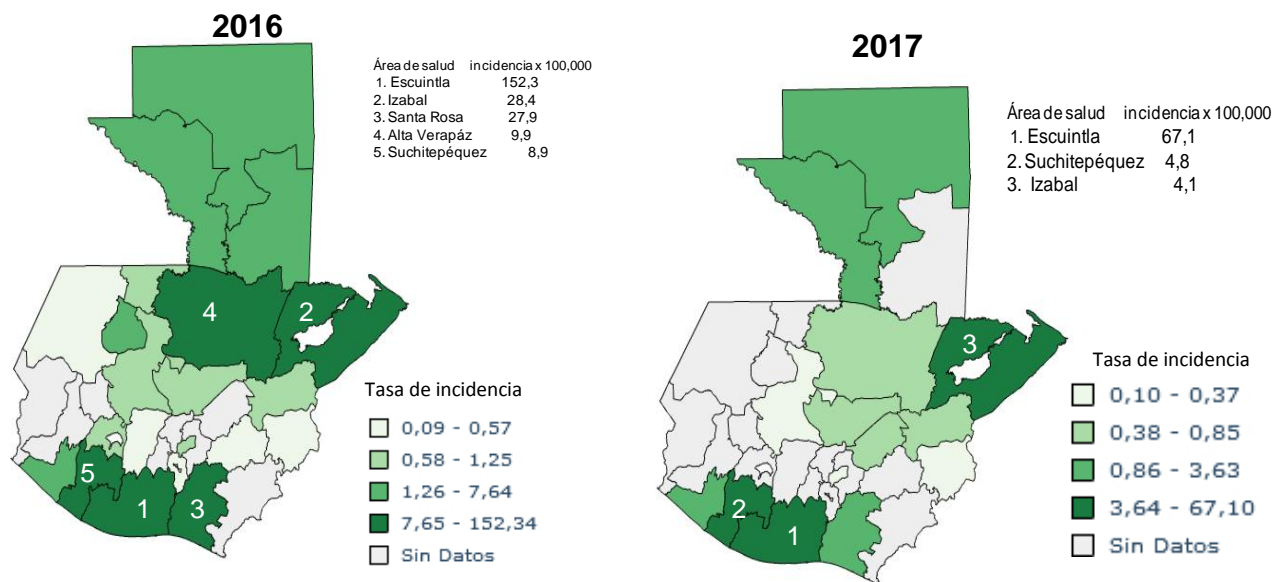 2016
Área de salud incidencia x 100,000
1. Escuintla 152,3
2. Izabal 28,4
3. Santa Rosa 27,9
4. Alta Verapáz 9,9
5. Suchitepéquez 8,9
4
2
5
1
3
Tasa de incidencia
0,09 - 0,57
0,58 - 1,25
1,26 - 7,64
7,65 - 152,34
Sin Datos
2017
Área de salud incidencia x 100,000
1. Escuintla 67,1
2. Suchitepéquez 4,8
3. Izabal 4,1
3
2
1
Tasa de incidencia
0,10 - 0,37
0,38 - 0,85
0,86 - 3,63
3,64 - 67,10
Sin Datos